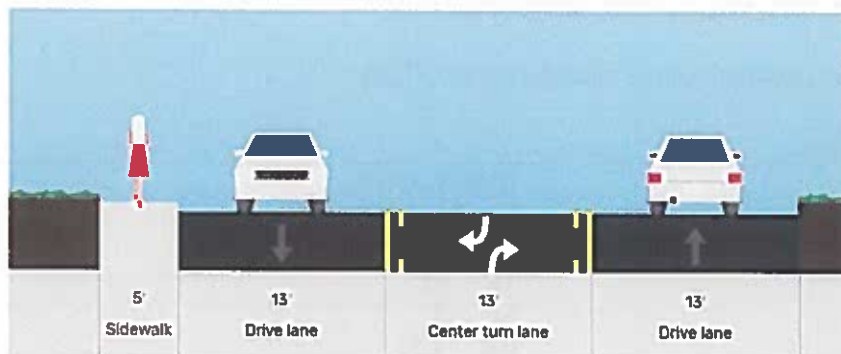 5' 13' 13' 13'
Sidewalk Drive lane Center turn lane Drive lane